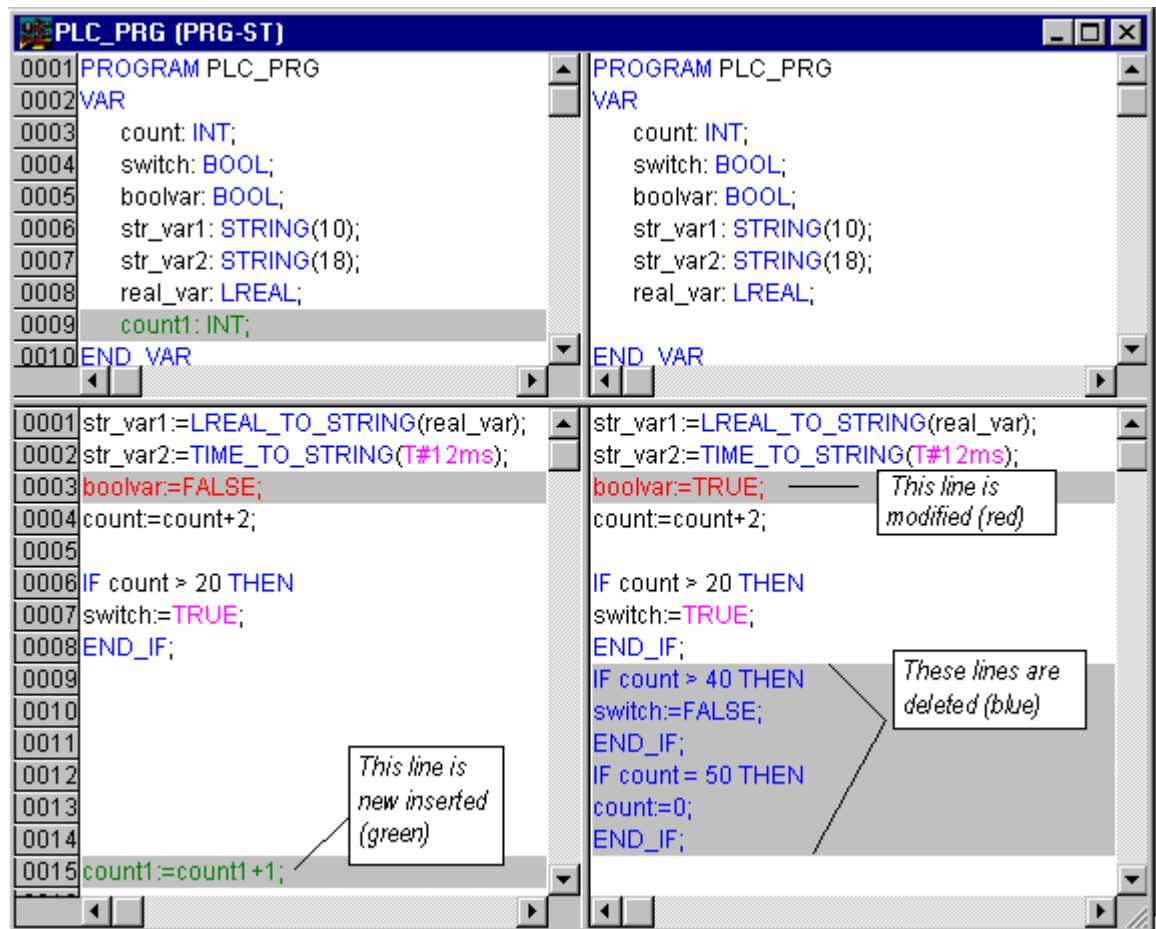 PLC_PRG (PRG-ST)
0001 PROGRAM PLC_PRG
0002 VAR
0003 count: INT;
0004 switch: BOOL;
0005 boolvar: BOOL;
0006 str_var1: STRING(10);
0007 str_var2: STRING(18);
0008 real_var: LREAL;
0009 count1: INT;
0010 END_VAR
PROGRAM PLC_PRG
VAR
count: INT;
switch: BOOL;
boolvar: BOOL;
str_var1: STRING(10);
str_var2: STRING(18);
real_var: LREAL;
END_VAR
0001 str_var1:=LREAL_TO_STRING(real_var);
0002 str_var2:=TIME_TO_STRING(T#12ms);
0003 boolvar:=FALSE;
0004 count:=count+2;
0005
0006 IF count > 20 THEN
0007 switch:=TRUE;
0008 END_IF;
0009
0010
0011
0012
0013
0014
0015 count1:=count1+1;
This line is
new inserted
(green)
str_var1:=LREAL_TO_STRING(real_var);
str_var2:=TIME_TO_STRING(T#12ms);
boolvar:=TRUE;
count:=count+2;
IF count > 20 THEN
switch:=TRUE;
END_IF;
IF count > 40 THEN
switch:=FALSE;
END_IF;
IF count = 50 THEN
count:=0;
END_IF;
This line is
modified (red)
These lines are
deleted (blue)